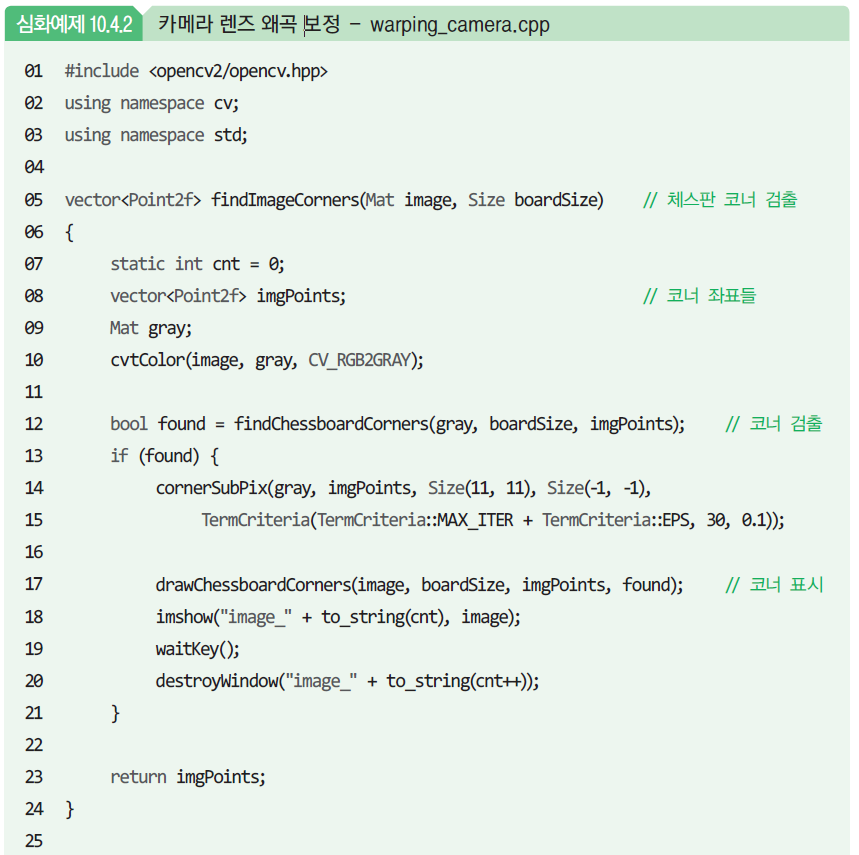 심화예제 10.4.2 카메라 렌즈 왜곡 보정 - warping_camera.cpp
01 #include <opencv2/opencv.hpp>
02 using namespace cv;
03 using namespace std;
04
05 vector<Point2f> findImageCorners(Mat image, Size boardSize) // 체스판 코너 검출
06 {
07 static int cnt = 0;
08 vector<Point2f> imgPoints; // 코너 좌표들
09 Mat gray;
10 cvtColor(image, gray, CV_RGB2GRAY);
11
12 bool found = findChessboardCorners(gray, boardSize, imgPoints); // 코너 검출
13 if (found) {
14 cornerSubPix(gray, imgPoints, Size(11, 11), Size(-1, -1),
15 TermCriteria(TermCriteria::MAX_ITER + TermCriteria::EPS, 30, 0.1));
16
17 drawChessboardCorners(image, boardSize, imgPoints, found); // 코너 표시
18 imshow("image_" + to_string(cnt), image);
19 waitKey();
20 destroyWindow("image_" + to_string(cnt++));
21 }
22
23 return imgPoints;
24 }
25